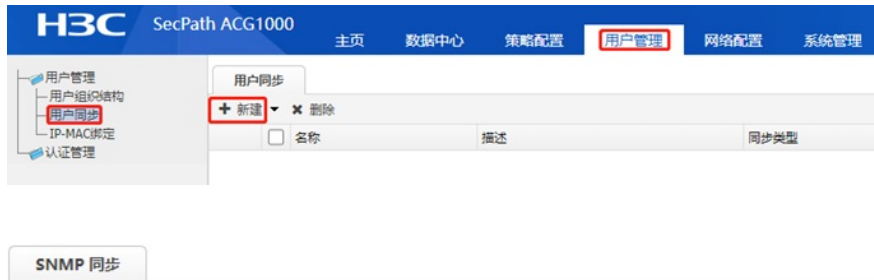 H3C SecPath ACG1000
主页 数据中心 策略配置 用户管理 网络配置 系统管理
用户管理
用户组织结构
用户同步
IP-MAC绑定
认证管理
用户同步
新建 删除
名称 描述 同步类型
SNMP 同步